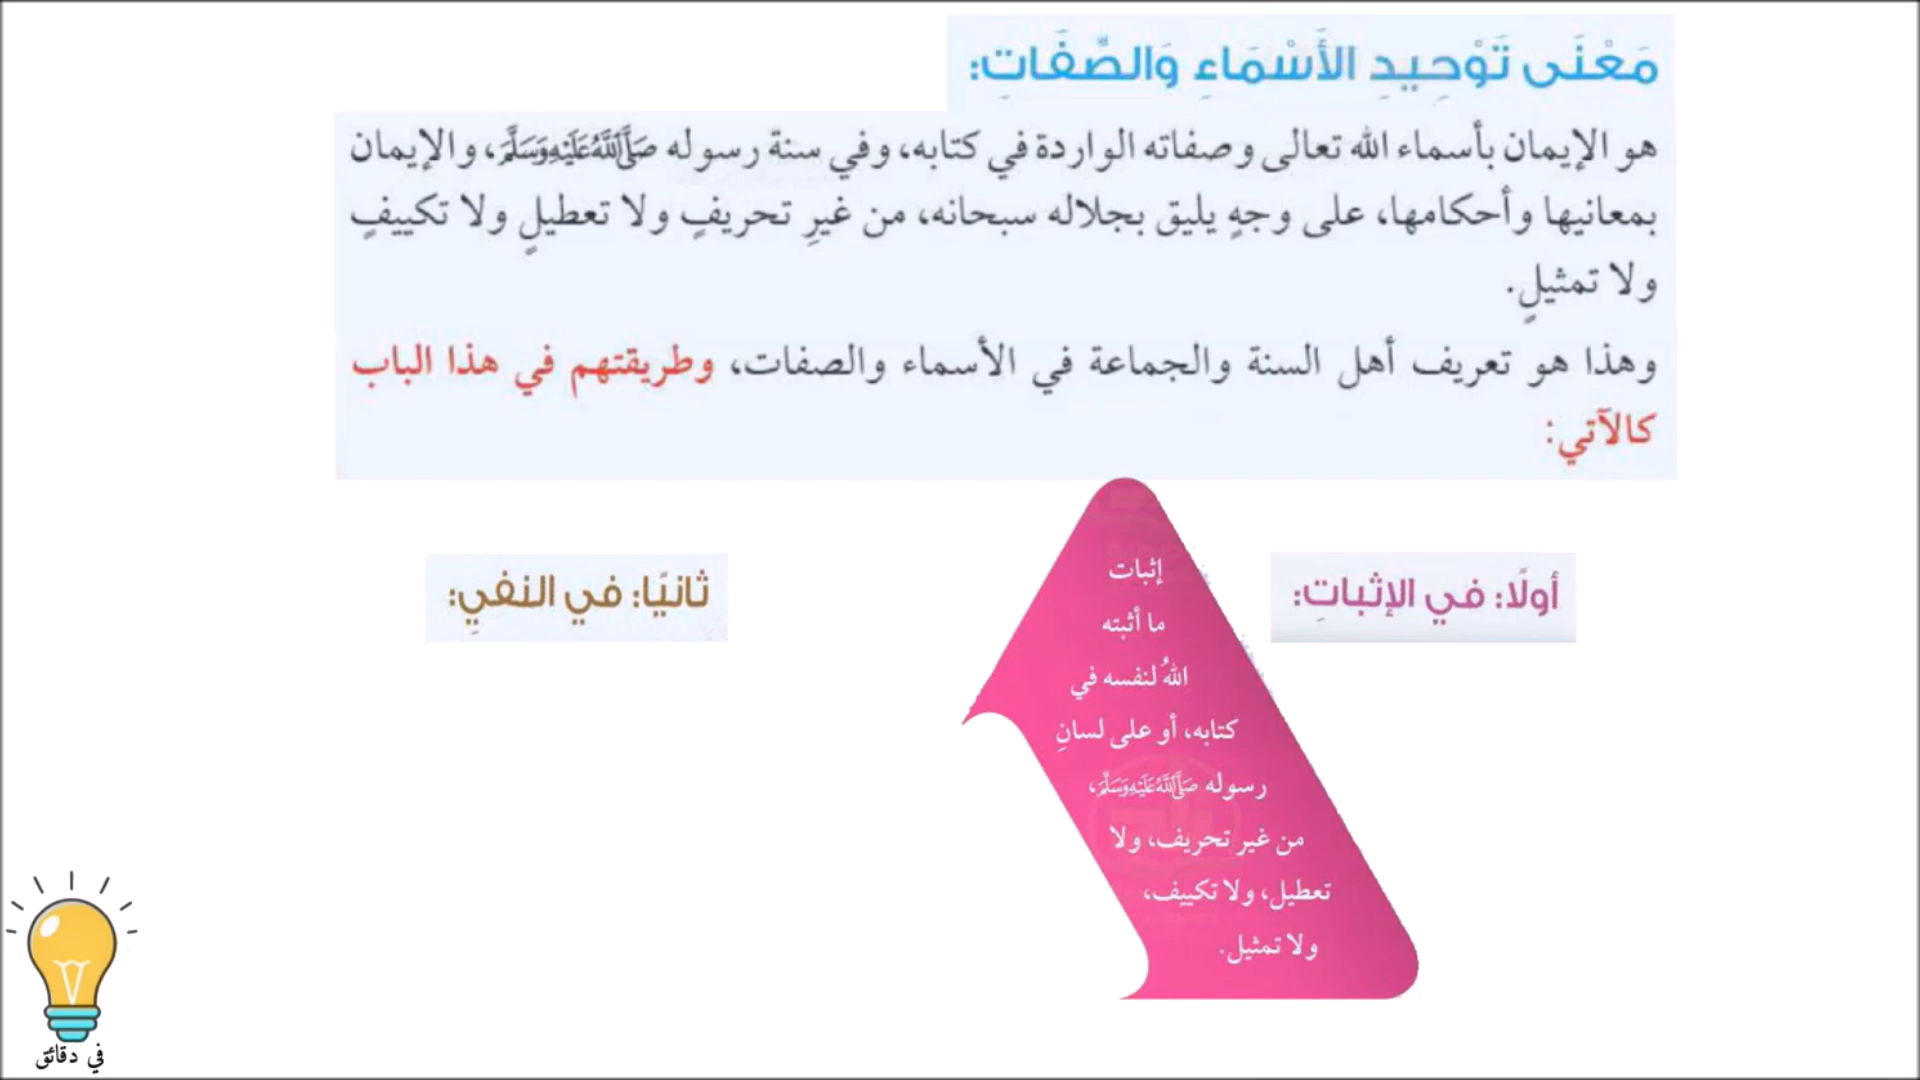 مَعْنَى تَوْحِيدِ الأَسْمَاءِ وَالصِّفَاتِ:
هو الإيمان بأسماء الله تعالى وصفاته الواردة في كتابه، وفي سنة رسوله صَلَّى اللَّهُ عَلَيْهِ وَسَلَّمَ، والإيمان
بمعانيها وأحكامها، على وجهٍ يليق بجلاله سبحانه، من غيرِ تحريفٍ ولا تعطيلٍ ولا تكييفٍ
ولا تمثيلٍ.
وهذا هو تعريف أهل السنة والجماعة في الأسماء والصفات، وطريقتهم في هذا الباب
كالآتي:
أولًا: في الإثباتِ:
إثبات
ما أثبته
اللهُ لنفسه في
كتابه، أو على لسانِ
رسوله صَلَّى اللَّهُ عَلَيْهِ وَسَلَّمَ،
من غير تحريف، ولا
تعطيل، ولا تكييف،
ولا تمثيل.
ثانيًا: في النفيِ:
في دقائق